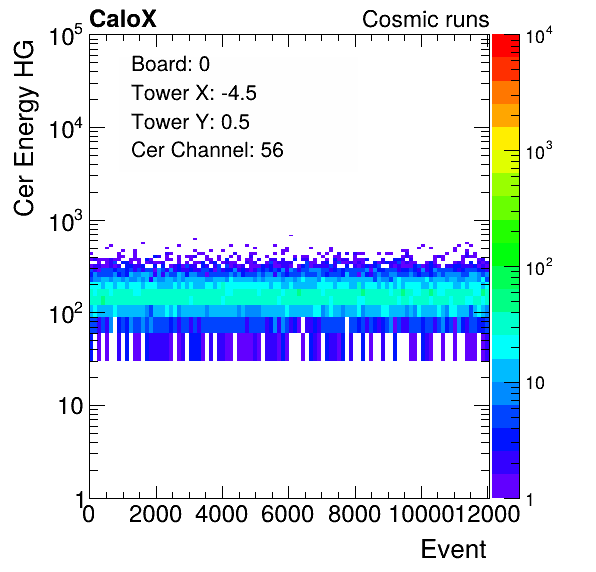 CaloX Cosmic runs
Board: 0
Tower X: -4.5
Tower Y: 0.5
Cer Channel: 56
Cer Energy HG
10^5
10^4
10^3
10^2
10
1
0 2000 4000 6000 8000 10000 12000
Event
10^4
10^3
10^2
10
1